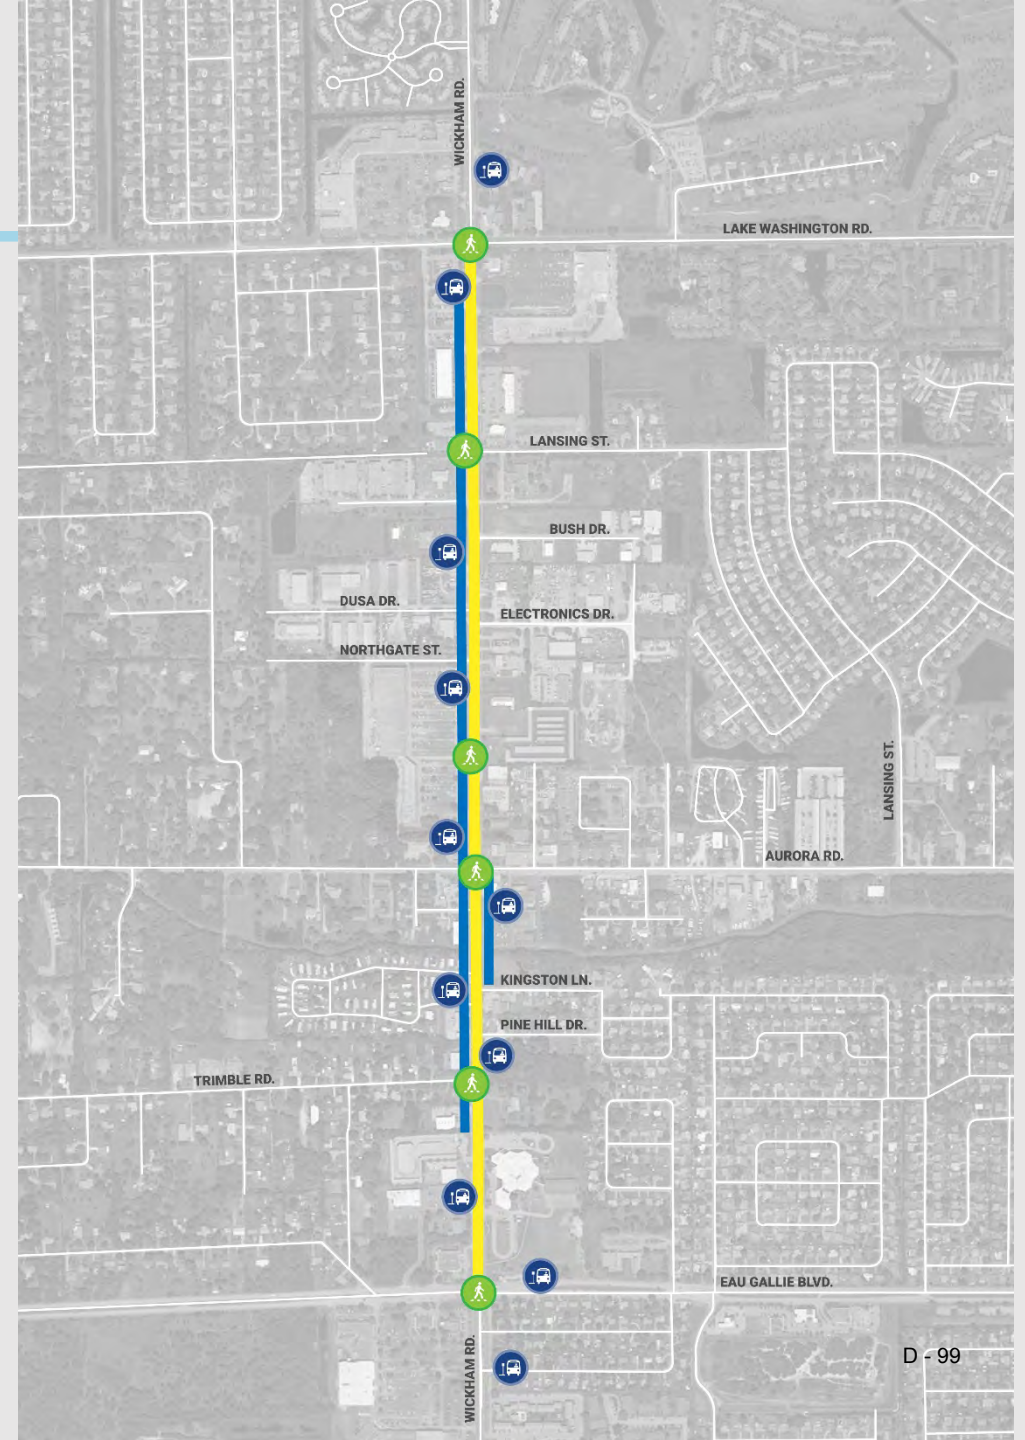 WICKHAM RD.
LAKE WASHINGTON RD.
LANSING ST.
BUSH DR.
DUSA DR.
ELECTRONICS DR.
NORTHGATE ST.
LANSING ST.
AURORA RD.
KINGSTON LN.
PINE HILL DR.
TRIMBLE RD.
EAU GALLIE BLVD.
WICKHAM RD.
D - 99